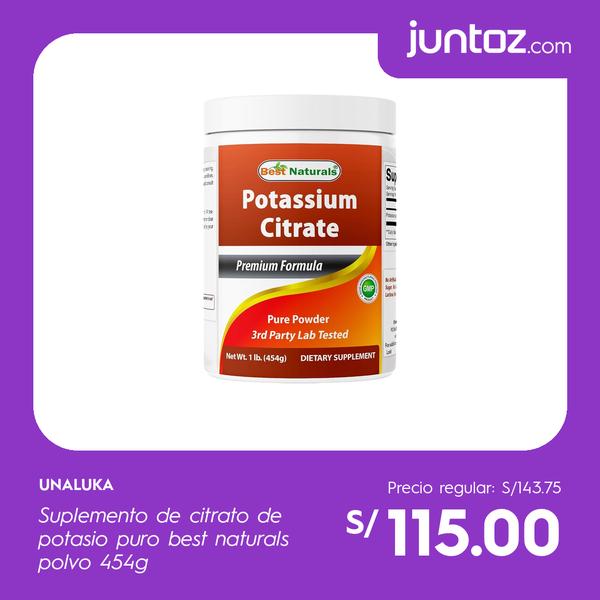 juntoz.com
Best Naturals
Potassium
Citrate
Premium Formula
GMP
Pure Powder
3rd Party Lab Tested
Net Wt. 1 lb. (454g) DIETARY SUPPLEMENT
UNALUKA
Suplemento de citrato de
potasio puro best naturals
polvo 454g
Precio regular: S/143.75
S/115.00